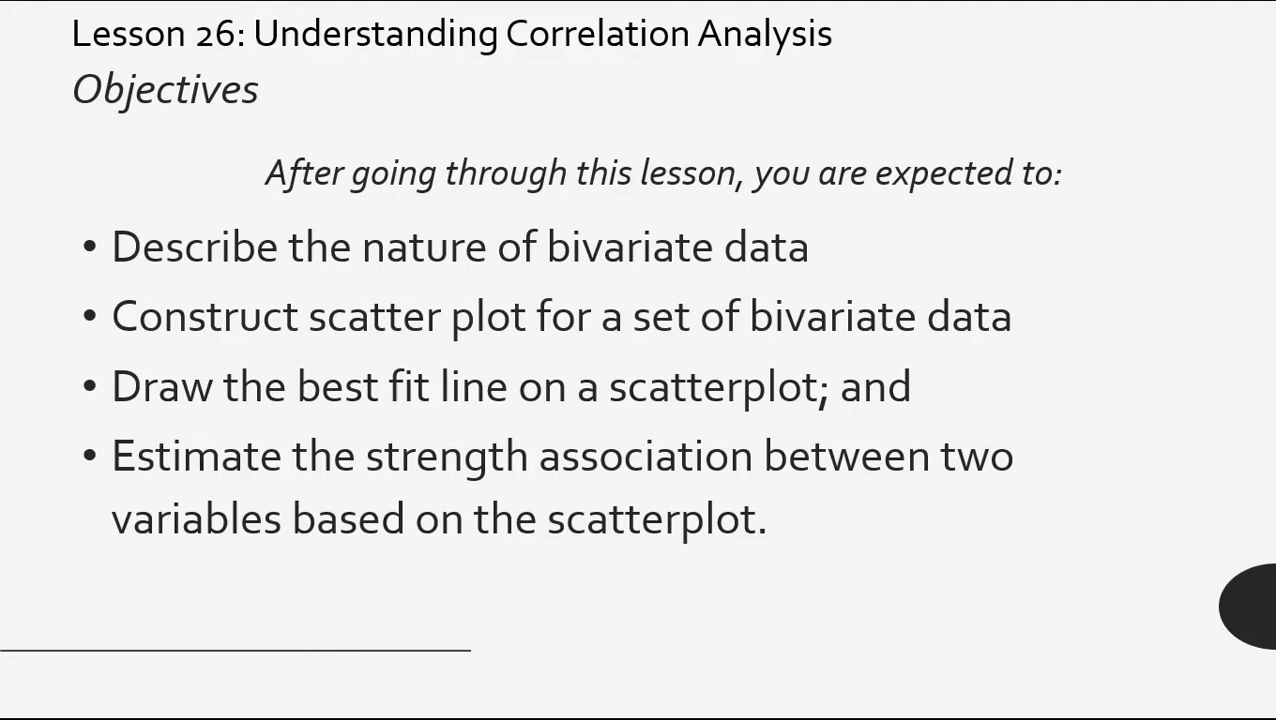 Lesson 26: Understanding Correlation Analysis
Objectives
After going through this lesson, you are expected to:
• Describe the nature of bivariate data
• Construct scatter plot for a set of bivariate data
• Draw the best fit line on a scatterplot; and
• Estimate the strength association between two
variables based on the scatterplot.